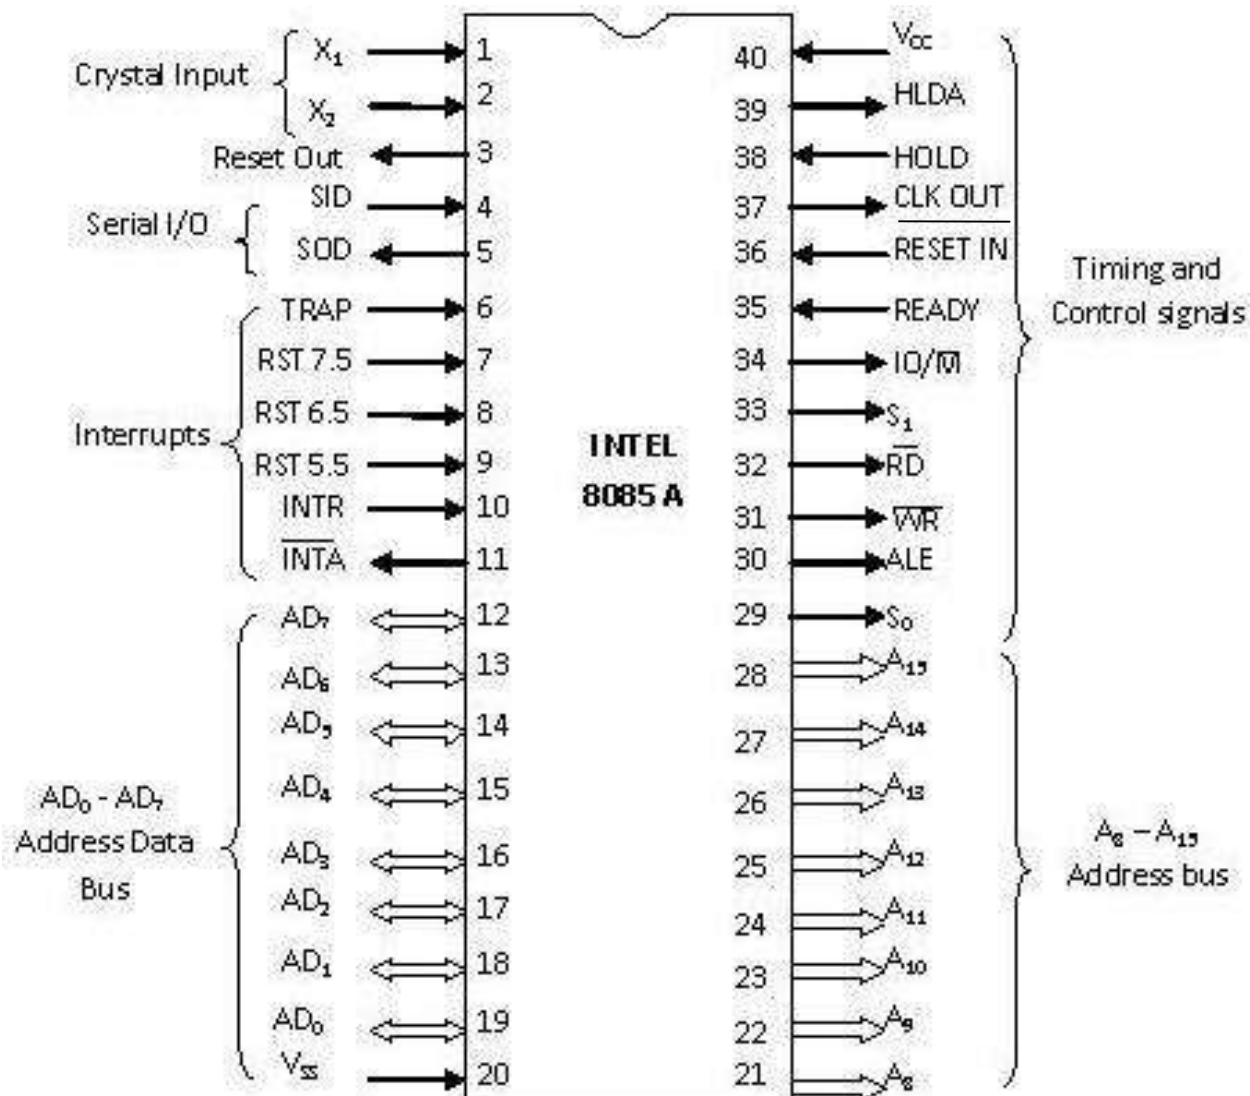 Crystal Input
X₁
X₂
Reset Out
Serial I/O
SID
SOD
Interrupts
TRAP
RST 7.5
RST 6.5
RST 5.5
INTR
INTA
AD₀ - AD₇
Address Data
Bus
AD₇
AD₆
AD₅
AD₄
AD₃
AD₂
AD₁
AD₀
Vss
1
2
3
4
5
6
7
8
9
10
11
12
13
14
15
16
17
18
19
20
INTEL
8085 A
40
39
38
37
36
35
34
33
32
31
30
29
28
27
26
25
24
23
22
21
Vcc
HLDA
HOLD
CLK OUT
RESET IN
READY
IO/M
S₁
RD
WR
ALE
S₀
A₁₅
A₁₄
A₁₃
A₁₂
A₁₁
A₁₀
A₉
A₈
Timing and
Control signals
A₈ – A₁₅
Address bus